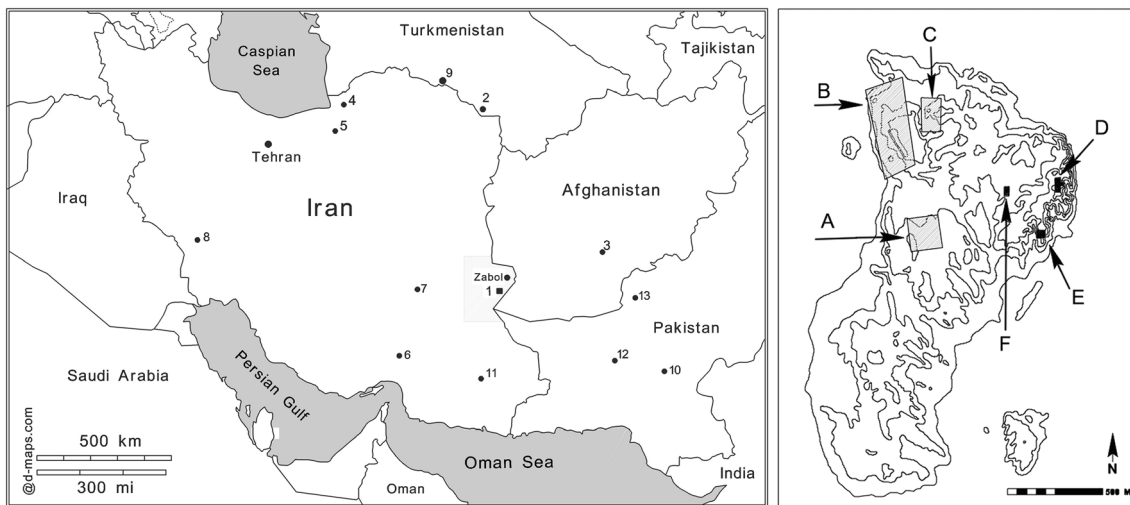 Turkmenistan
Tajikistan
Caspian
Sea
9
2
4
5
Tehran
Afghanistan
Iraq
Iran
8
3
Zabol
1
7
13
Pakistan
6
12
10
11
Saudi Arabia
Persian Gulf
Oman Sea
Oman
India
500 km
300 mi
@d-maps.com
C
B
D
A
E
F
N
500 M